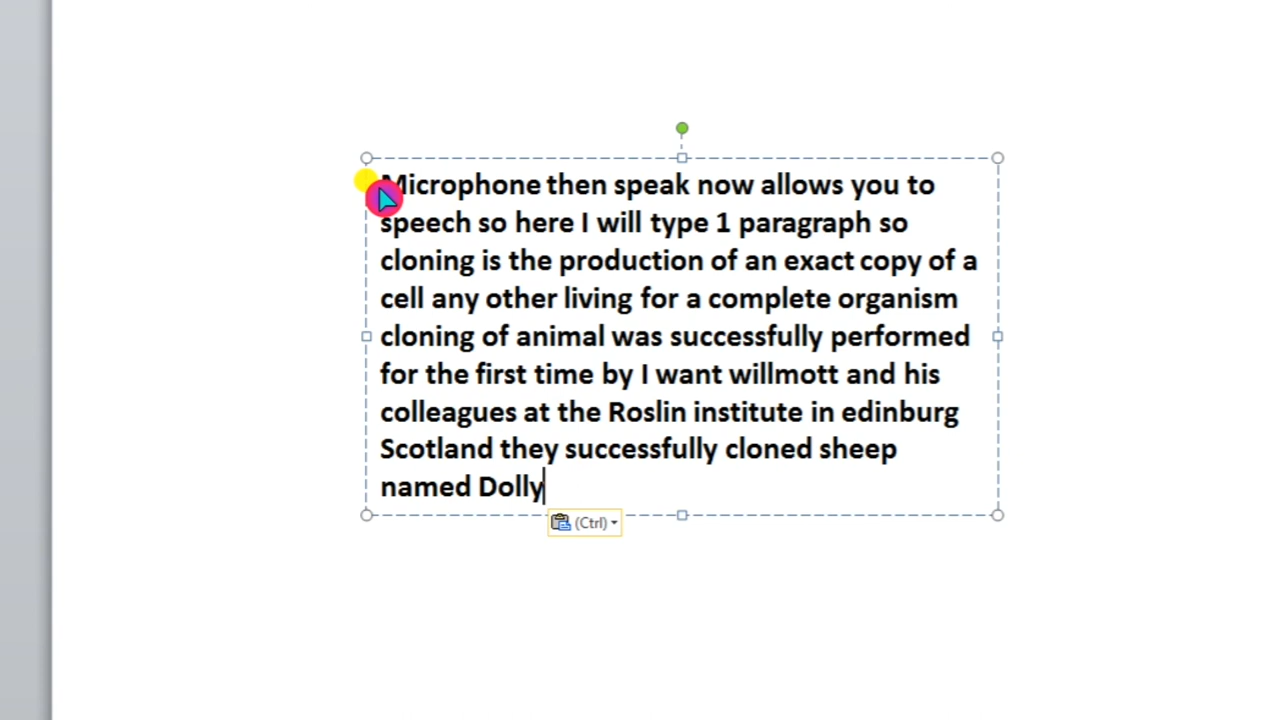 Microphone then speak now allows you to
speech so here I will type 1 paragraph so
cloning is the production of an exact copy of a
cell any other living for a complete organism
cloning of animal was successfully performed
for the first time by I want willmott and his
colleagues at the Roslin institute in edinburg
Scotland they successfully cloned sheep
named Dolly
(Ctrl)